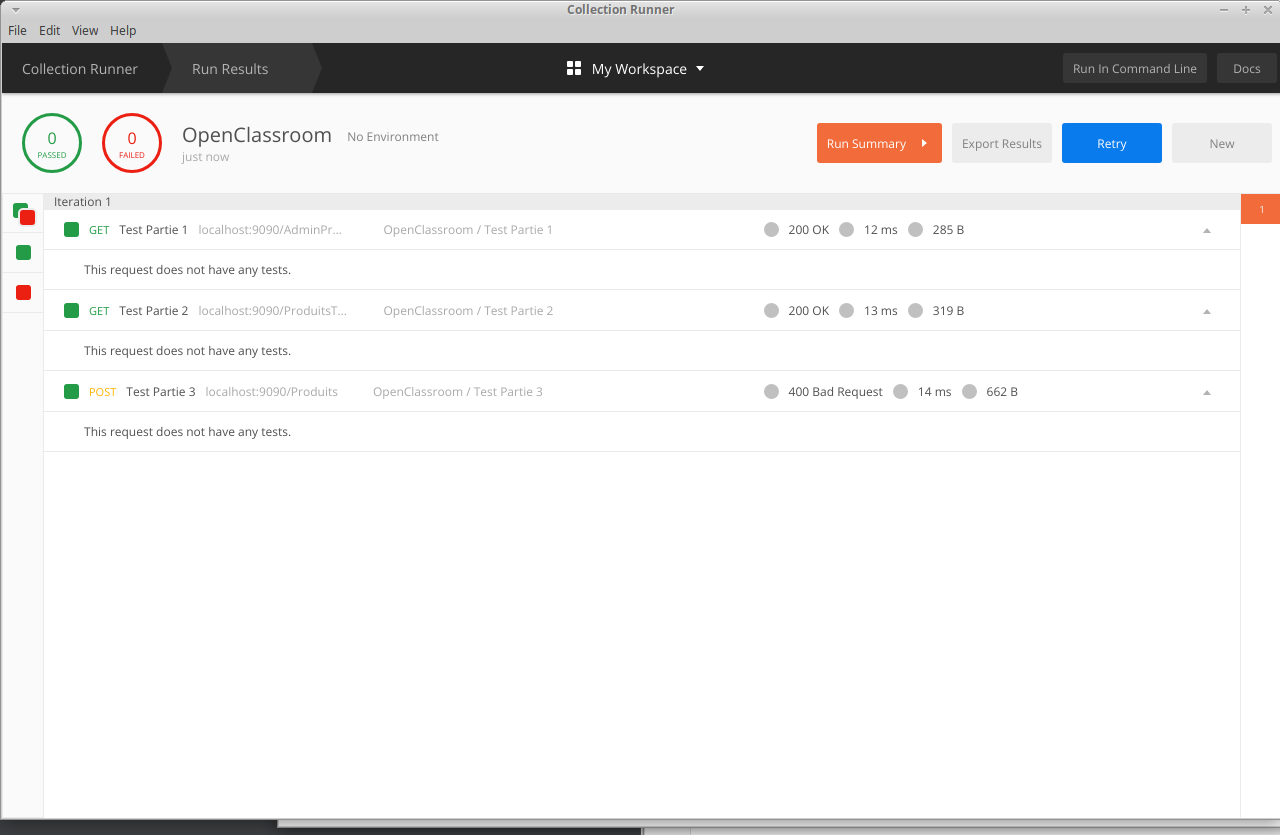 Collection Runner
File Edit View Help
Collection Runner Run Results My Workspace Run In Command Line Docs
0 PASSED
0 FAILED
OpenClassroom No Environment
just now
Run Summary Export Results Retry New
Iteration 1
1
GET Test Partie 1 localhost:9090/AdminPr... OpenClassroom / Test Partie 1 200 OK 12 ms 285 B
This request does not have any tests.
GET Test Partie 2 localhost:9090/ProduitsT... OpenClassroom / Test Partie 2 200 OK 13 ms 319 B
This request does not have any tests.
POST Test Partie 3 localhost:9090/Produits OpenClassroom / Test Partie 3 400 Bad Request 14 ms 662 B
This request does not have any tests.